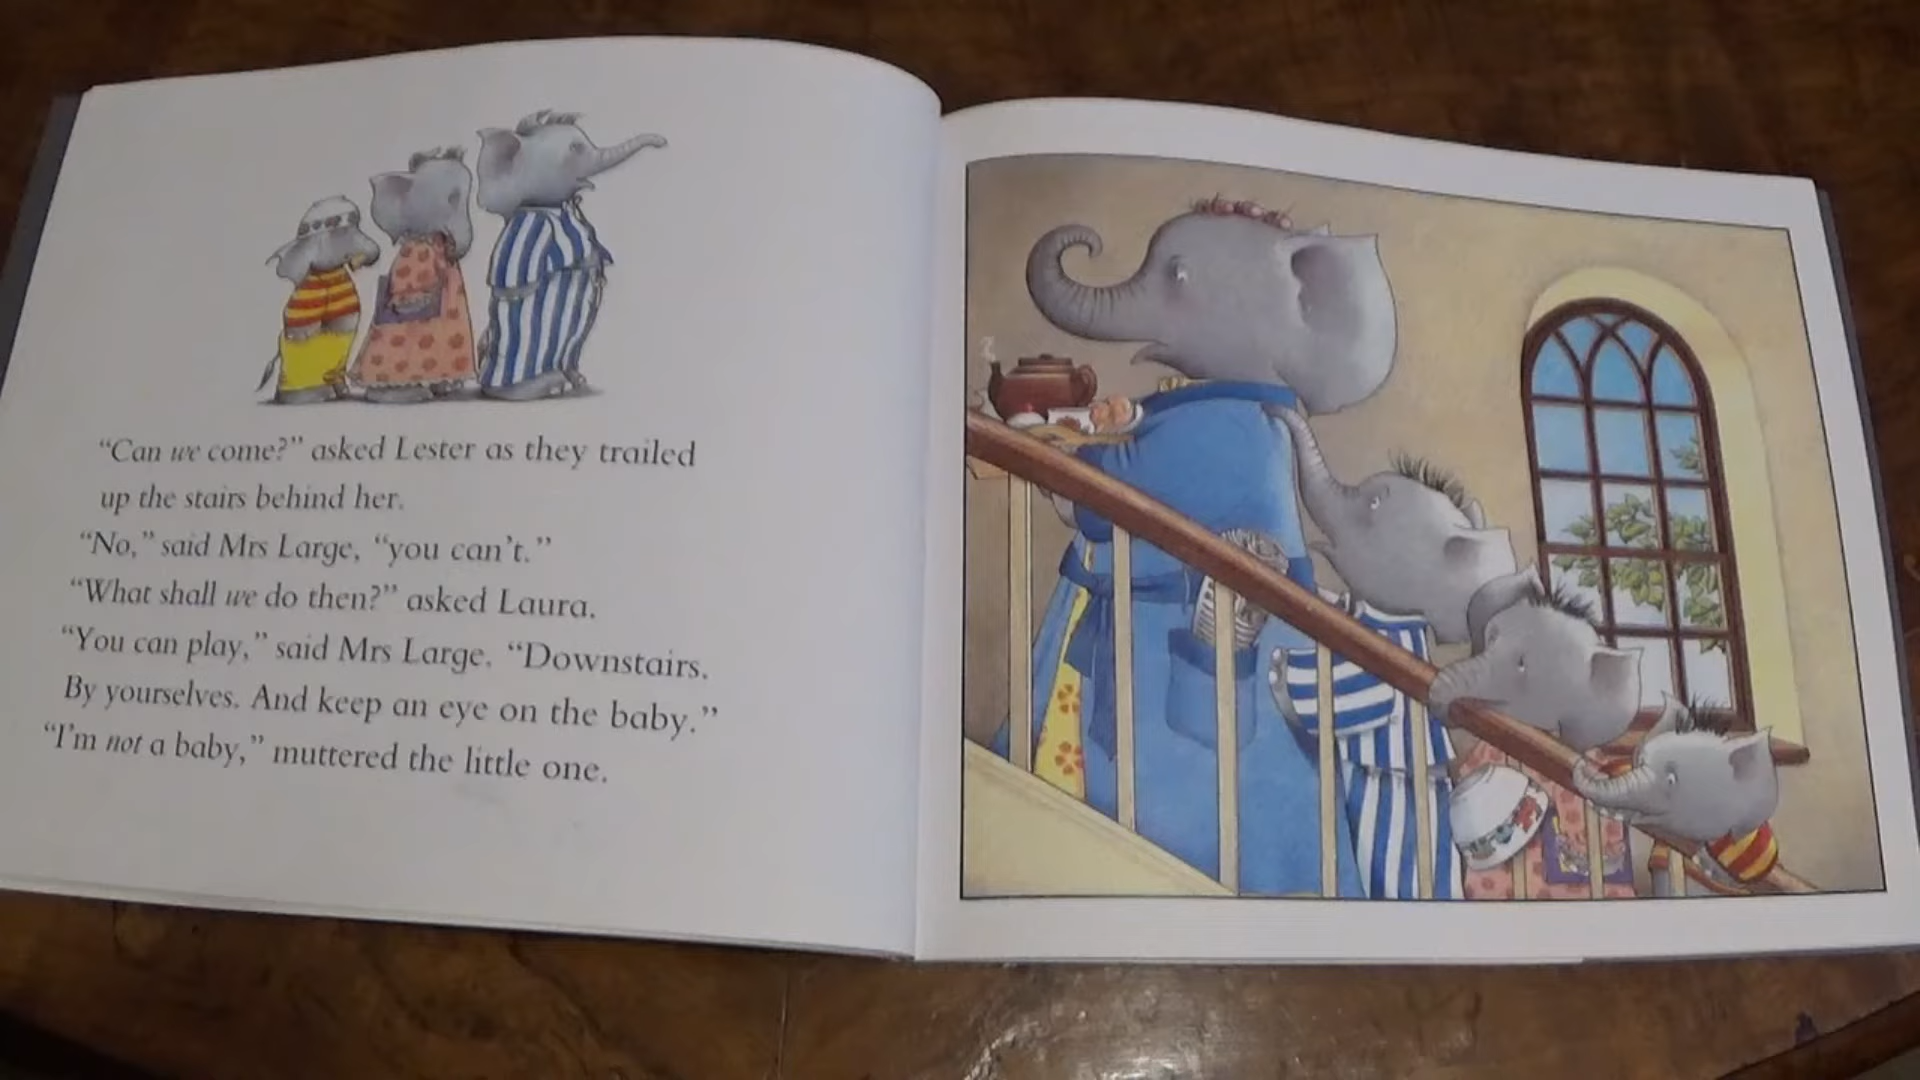 “Can we come?” asked Lester as they trailed
up the stairs behind her.
“No,” said Mrs Large, “you can’t.”
“What shall we do then?” asked Laura.
“You can play,” said Mrs Large. “Downstairs.
By yourselves. And keep an eye on the baby.”
“I’m not a baby,” muttered the little one.